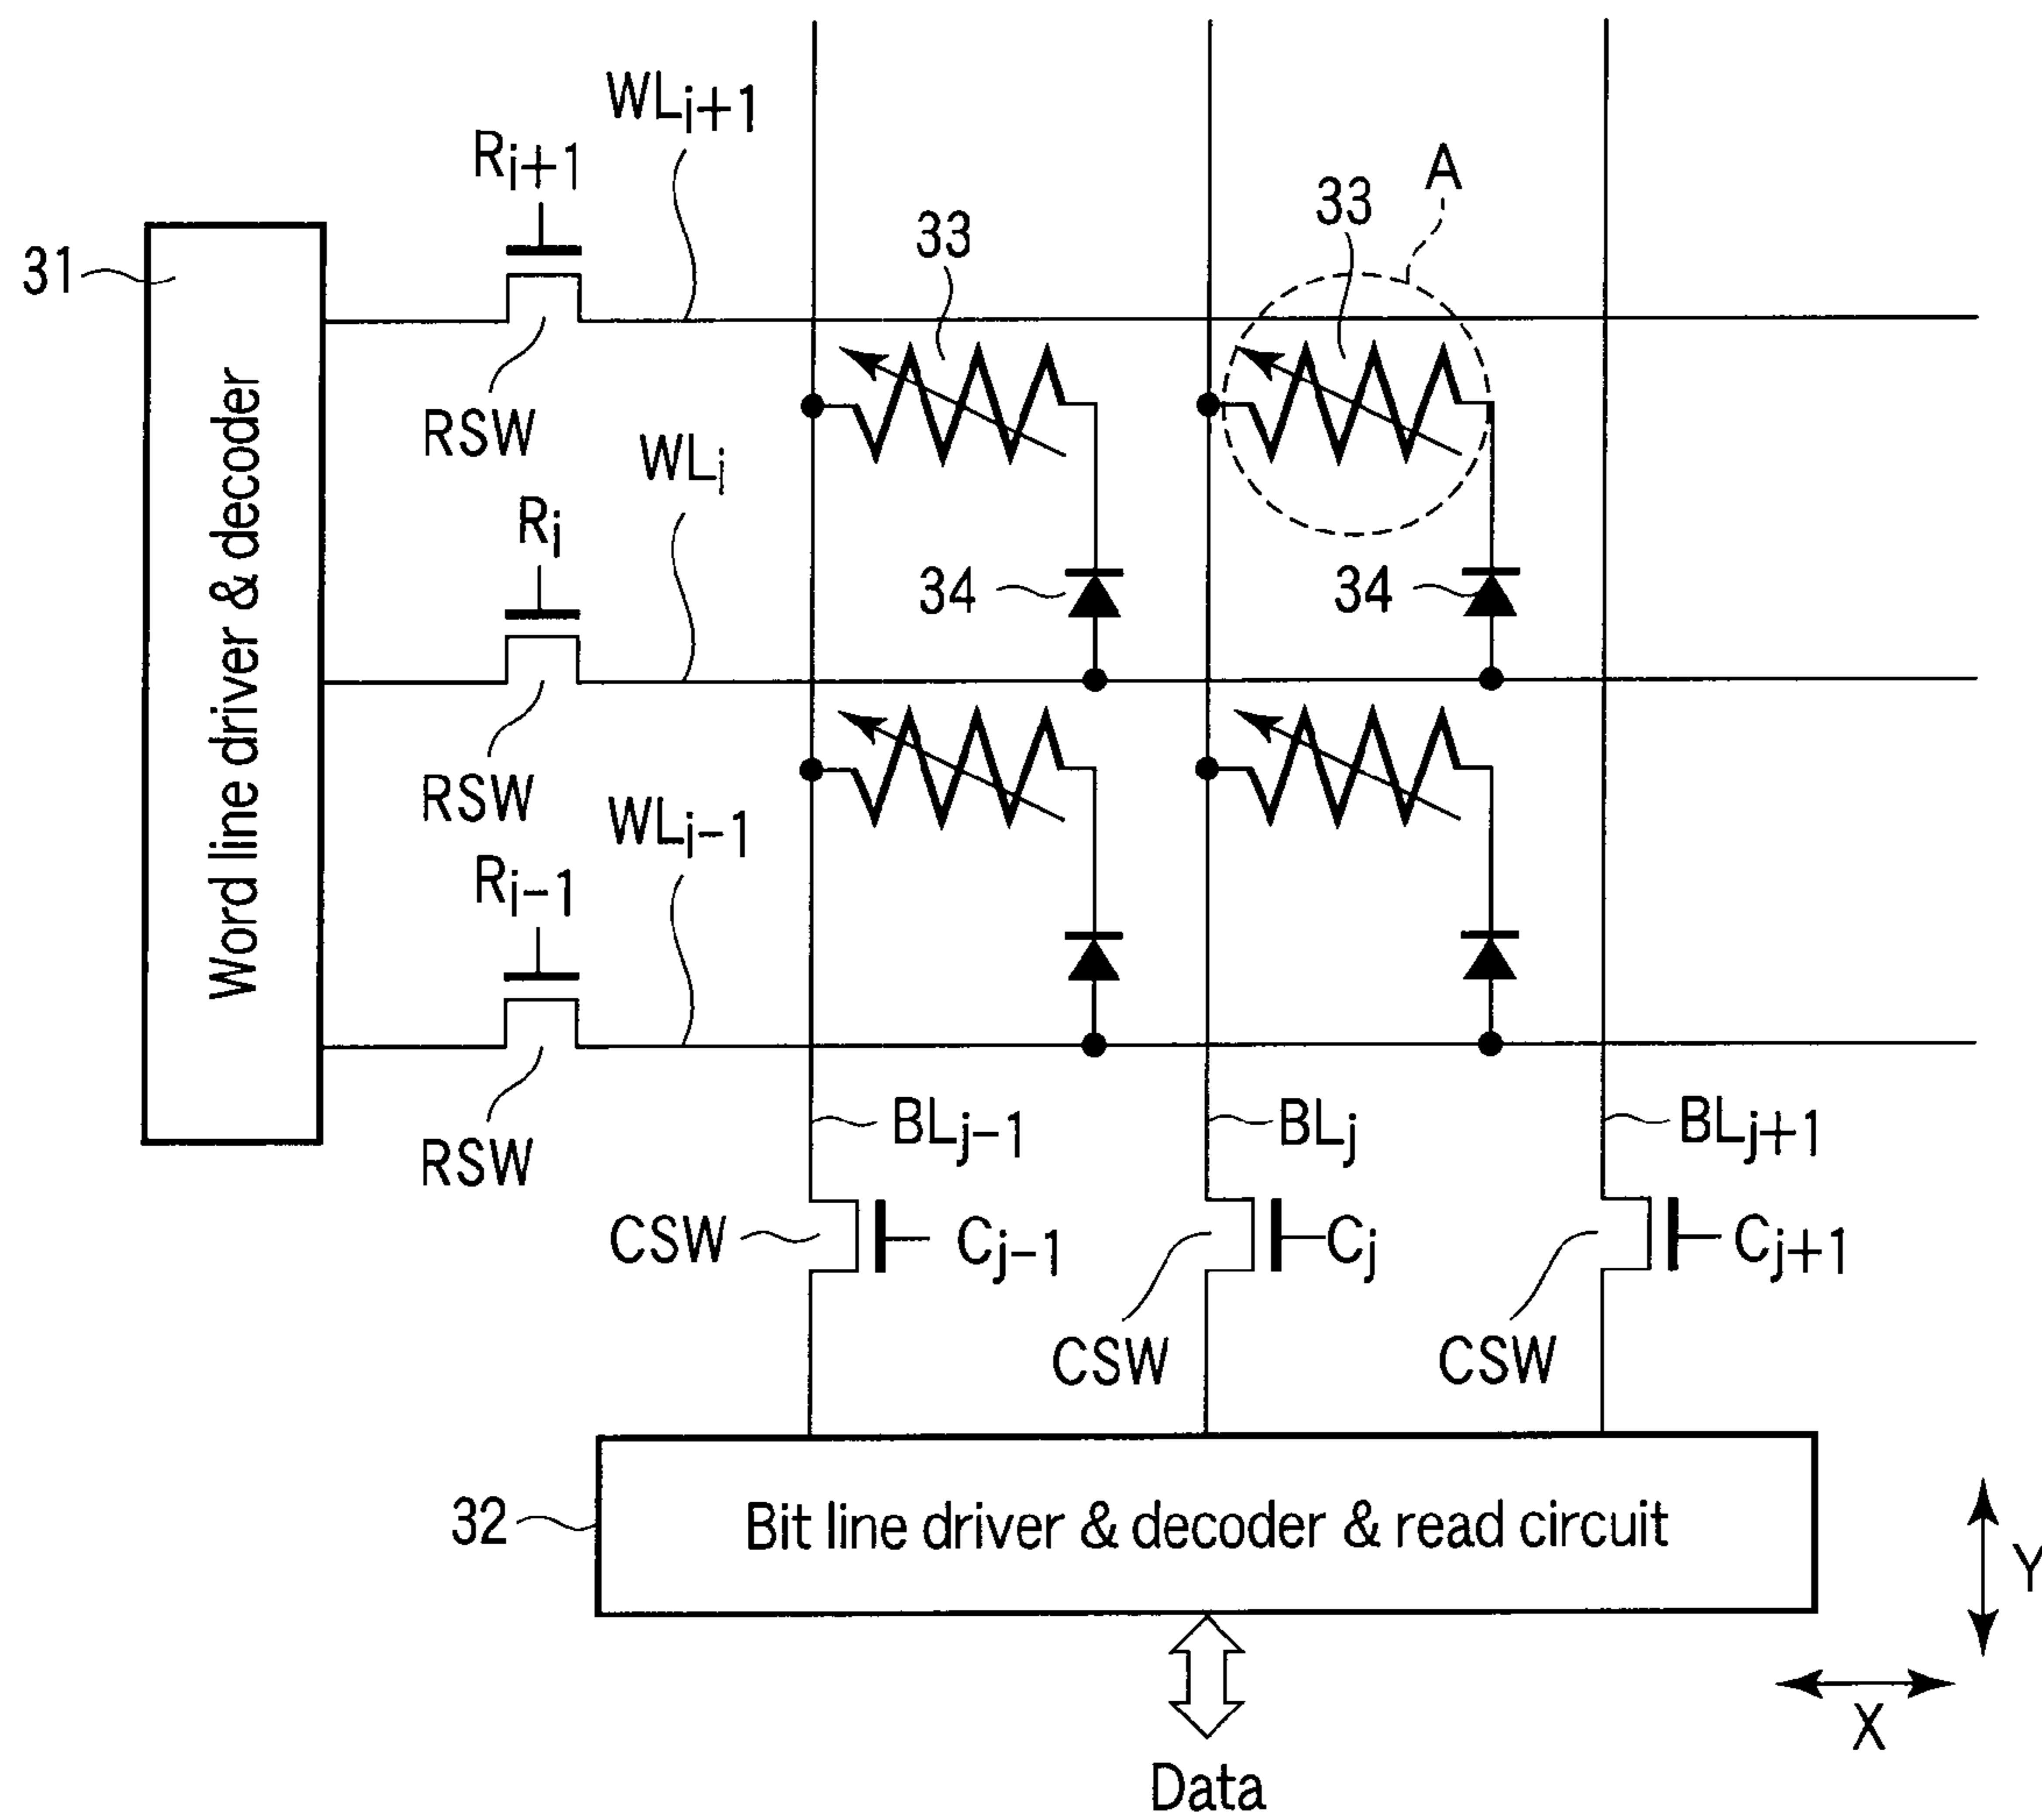 WLi+1
Ri+1
A
33
33
31
RSW
WLi
Ri
34
34
Word line driver & decoder
RSW
WLi-1
Ri-1
RSW
BLj-1
BLj
BLj+1
CSW
Cj-1
Cj
Cj+1
CSW
CSW
32
Bit line driver & decoder & read circuit
Y
X
Data